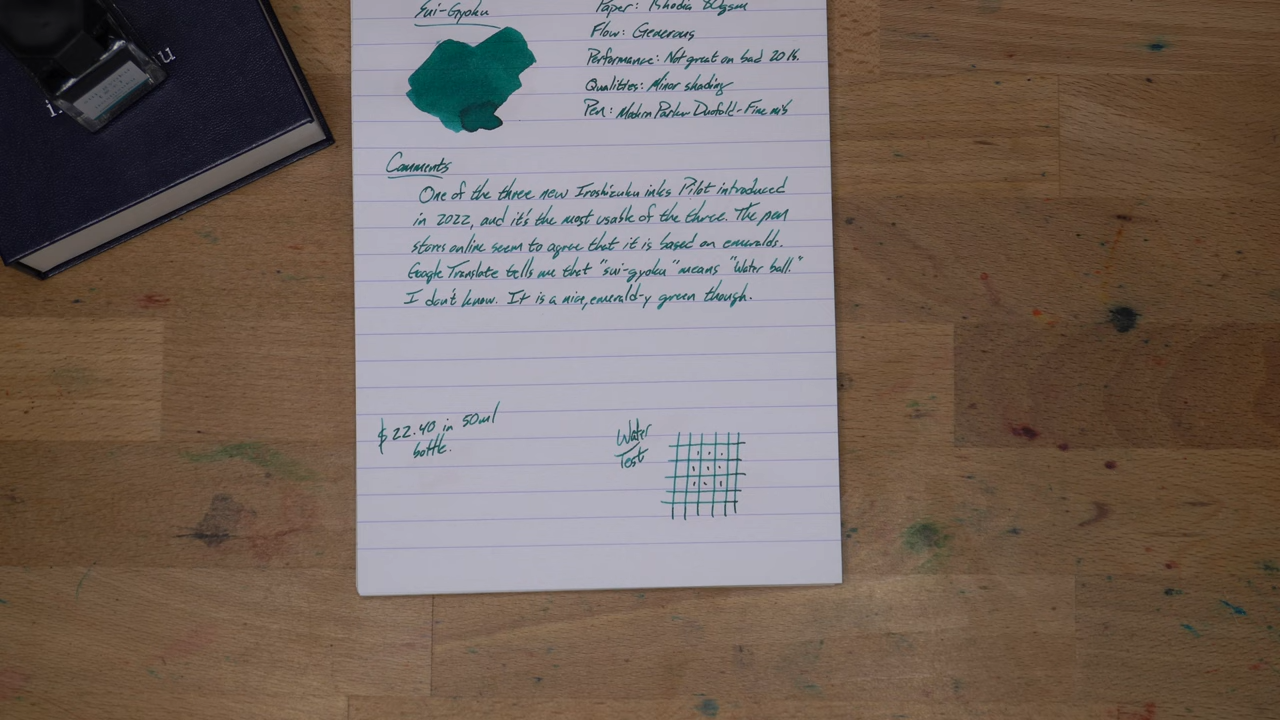 Sui-Gyoku
Paper: Rhodia 80gsm
Flow: Generous
Performance: Not great on bad 20 lb.
Qualities: Minor shading
Pen: Modern Parker Duofold - Fine nib
Comments
One of the three new Iroshizuku inks Pilot introduced
in 2022, and it's the most usable of the three. The pen
stores online seem to agree that it is based on emeralds.
Google Translate tells me that "sui-gyoku" means "Water ball."
I don't know. It is a nice, emerald-y green though.
$22.40 in 50ml
bottle.
Water
Test